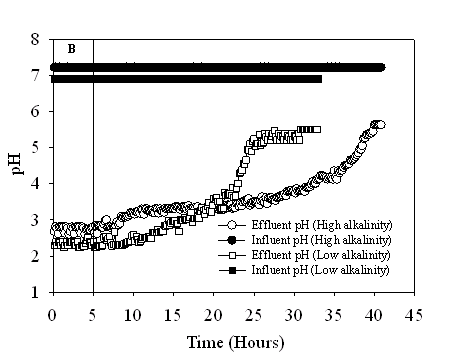 8
B
7
6
5
4
3
2
1
pH
Effluent pH (High alkalinity)
Influent pH (High alkalinity)
Effluent pH (Low alkalinity)
Influent pH (Low alkalinity)
0 5 10 15 20 25 30 35 40 45
Time (Hours)